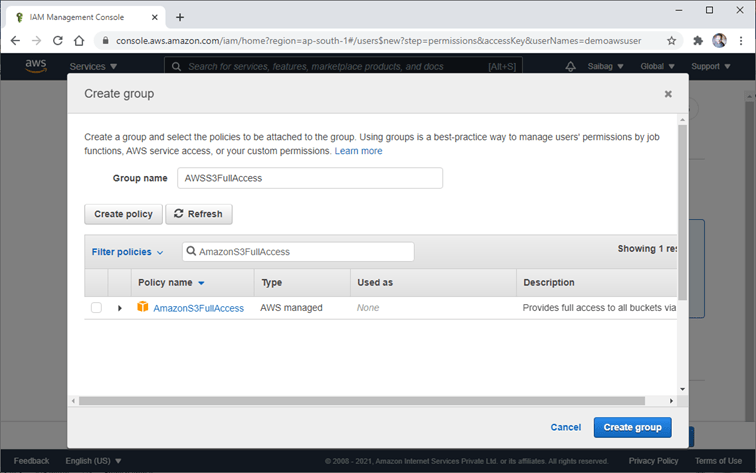 IAM Management Console
console.aws.amazon.com/iam/home?region=ap-south-1#/users$new?step=permissions&accessKey&userNames=demoawsuser
aws Services Search for services, features, marketplace products, and docs [Alt+S] Saibag Global Support
Create group
Create a group and select the policies to be attached to the group. Using groups is a best-practice way to manage users' permissions by job
functions, AWS service access, or your custom permissions. Learn more
Group name AWSS3FullAccess
Create policy Refresh
Filter policies AmazonS3FullAccess Showing 1 res
Policy name Type Used as Description
AmazonS3FullAccess AWS managed None Provides full access to all buckets via
Cancel Create group
Feedback English (US) © 2008 - 2021, Amazon Internet Services Private Ltd. or its affiliates. All rights reserved. Privacy Policy Terms of Use